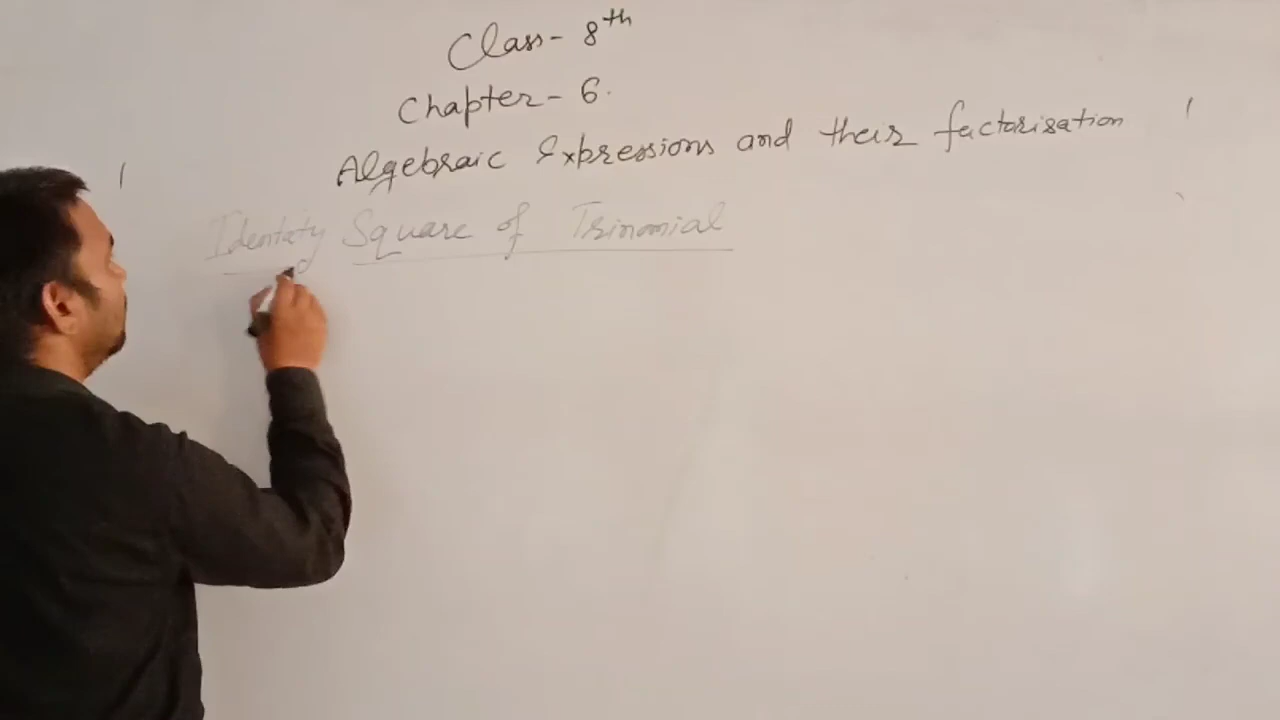 Class- 8th
Chapter- 6.
Algebraic Expressions and their factorisation
Identity Square of Trinomial